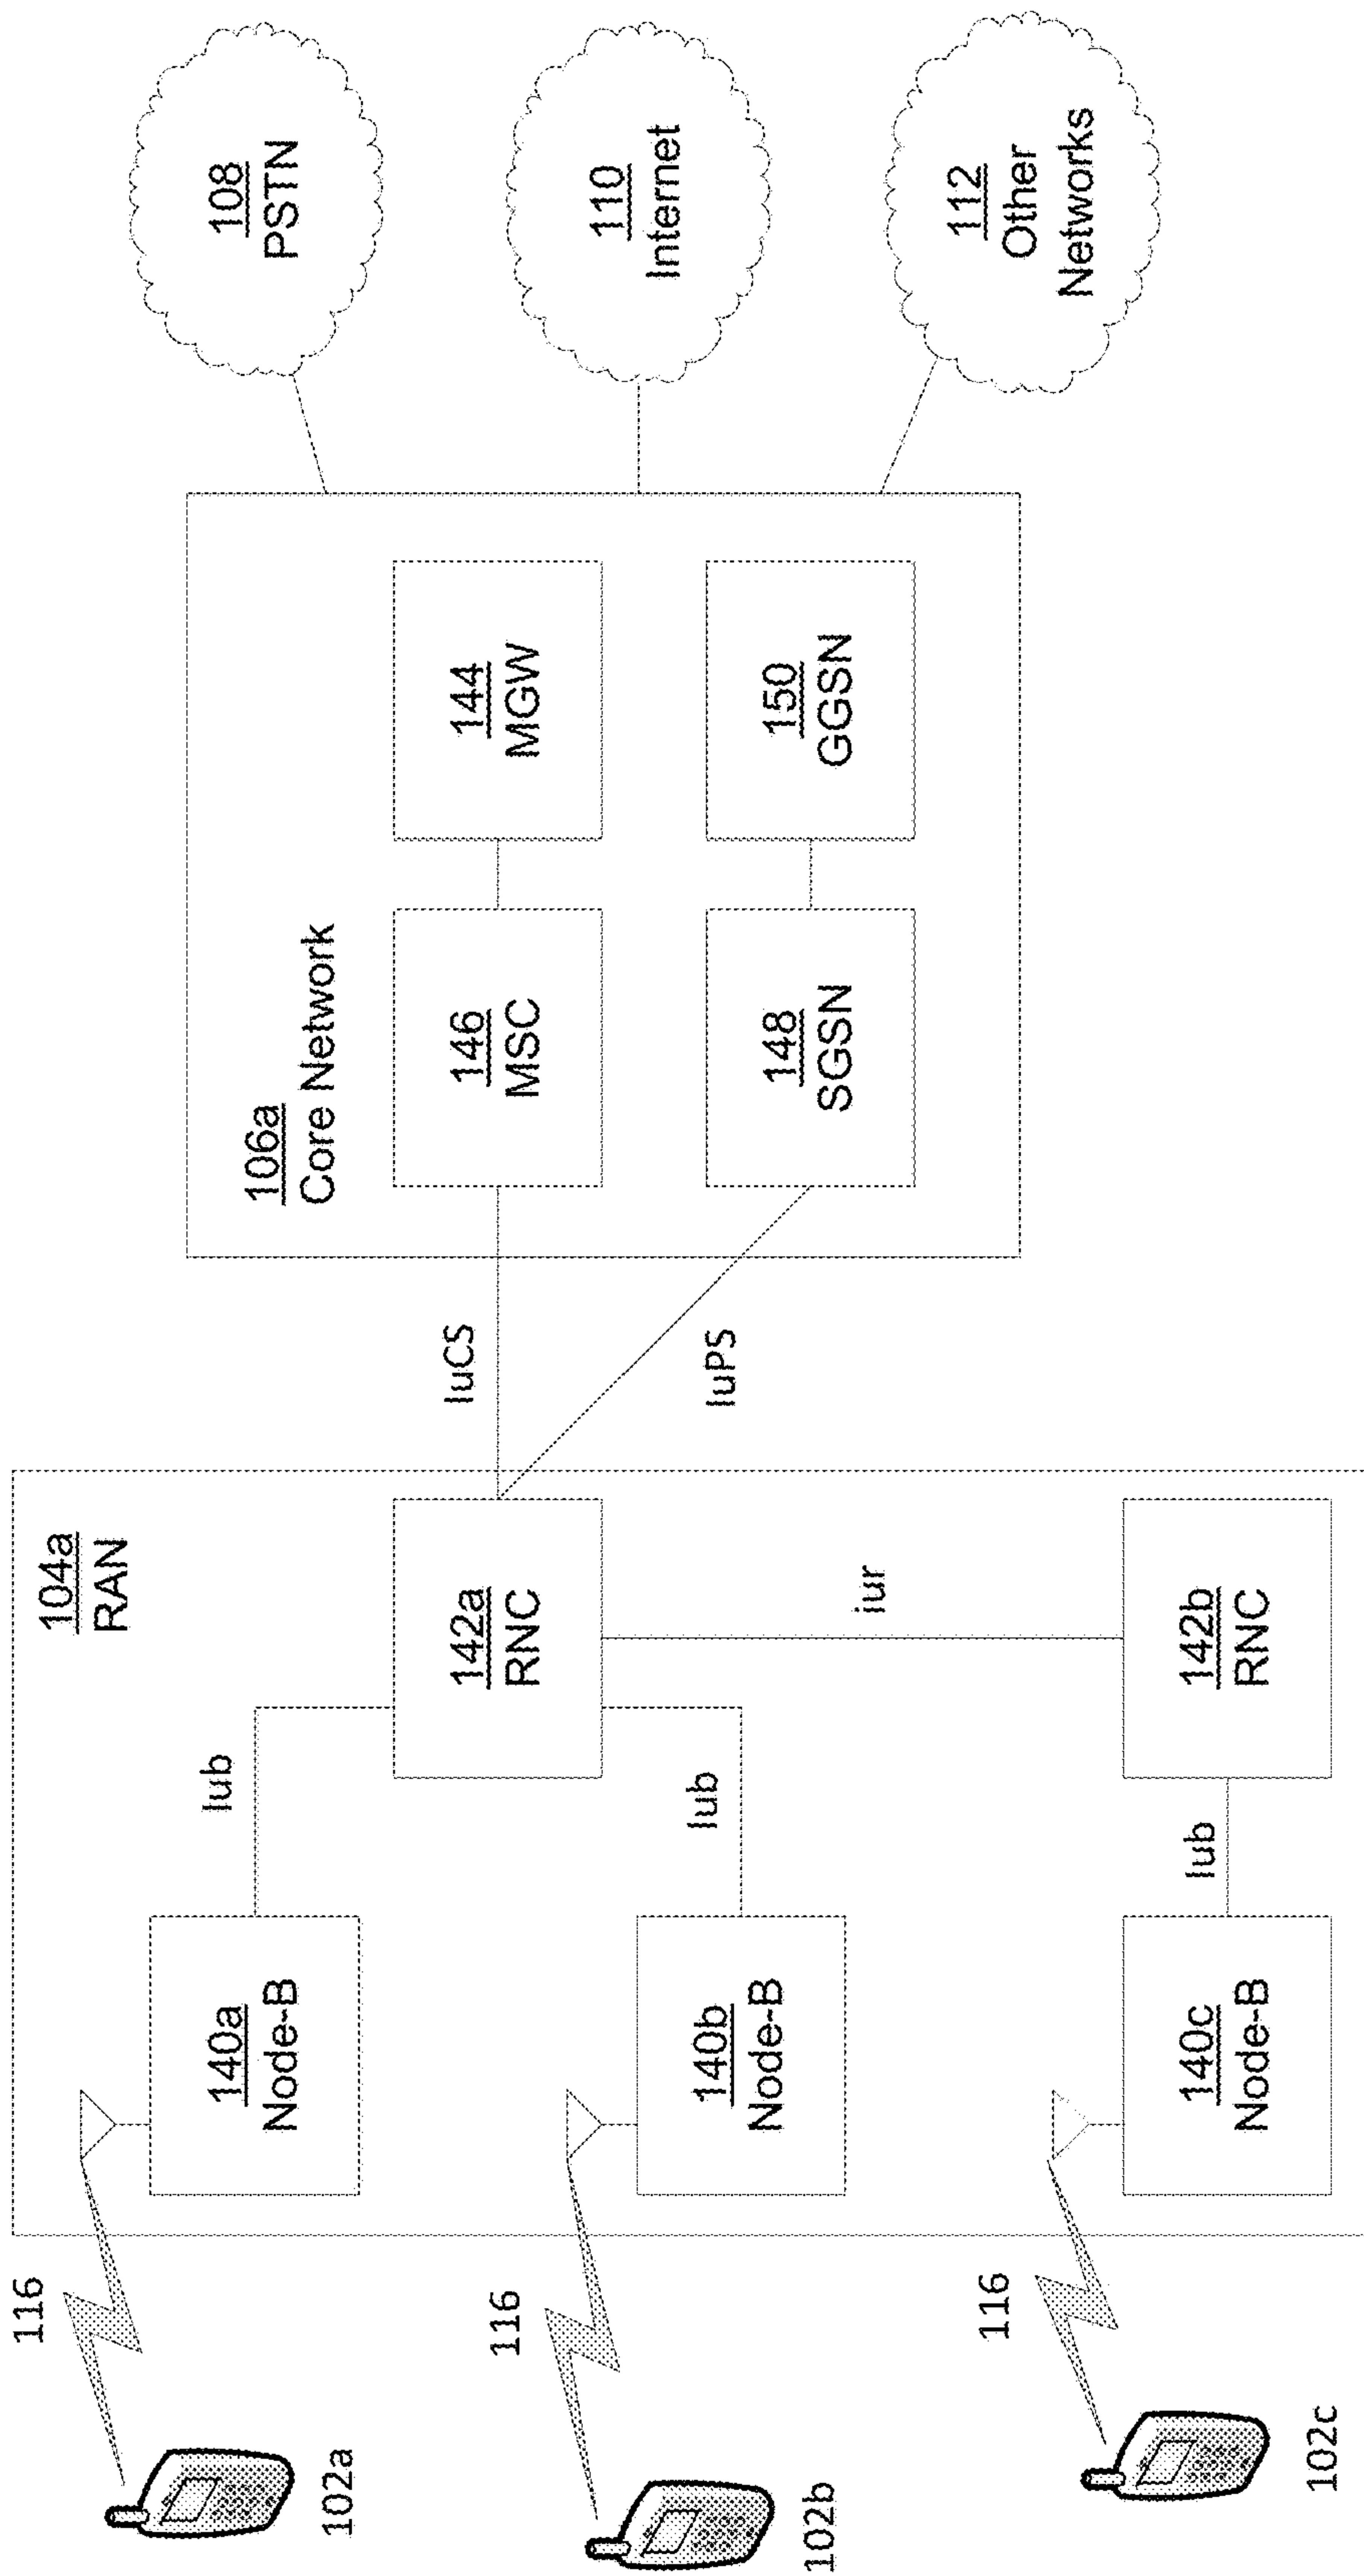 116
102a
116
102b
116
102c
104a
RAN
140a
Node-B
140b
Node-B
140c
Node-B
Iub
Iub
Iub
142a
RNC
iur
142b
RNC
IuCS
IuPS
106a
Core Network
146
MSC
144
MGW
148
SGSN
150
GGSN
108
PSTN
110
Internet
112
Other
Networks